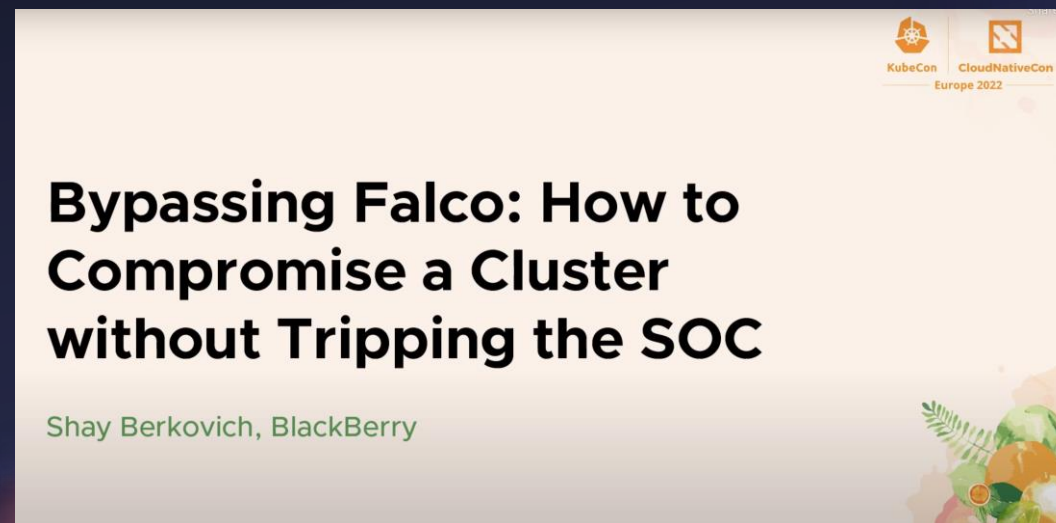 KubeCon CloudNativeCon
Europe 2022
Bypassing Falco: How to
Compromise a Cluster
without Tripping the SOC
Shay Berkovich, BlackBerry